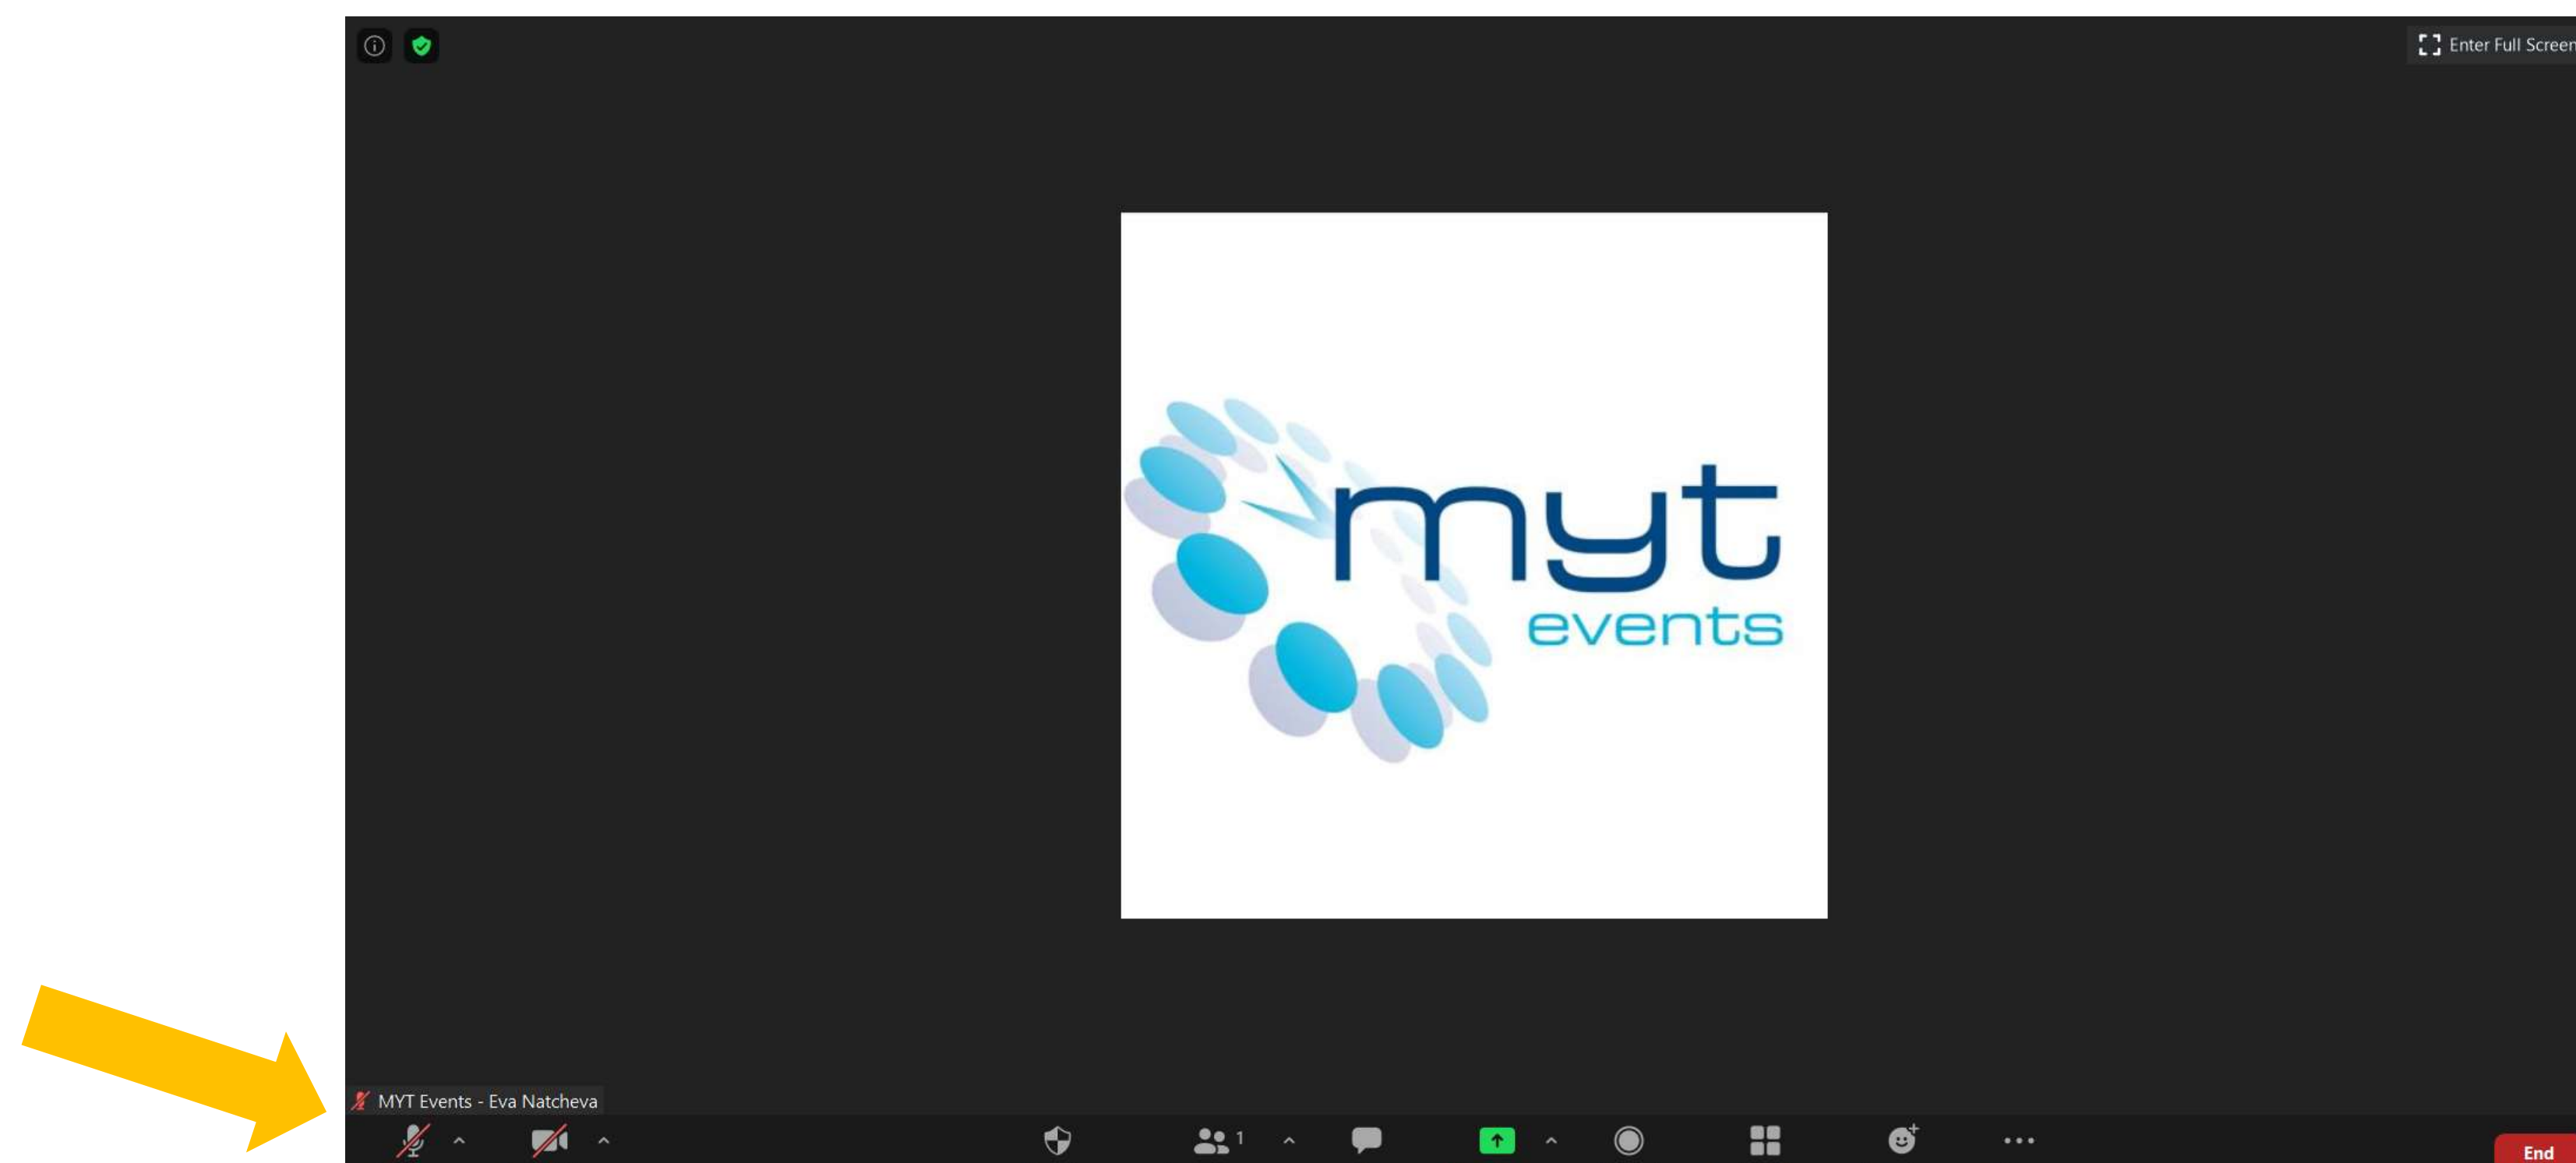 Enter Full Screen
myt
events
MYT Events - Eva Natcheva
1
End